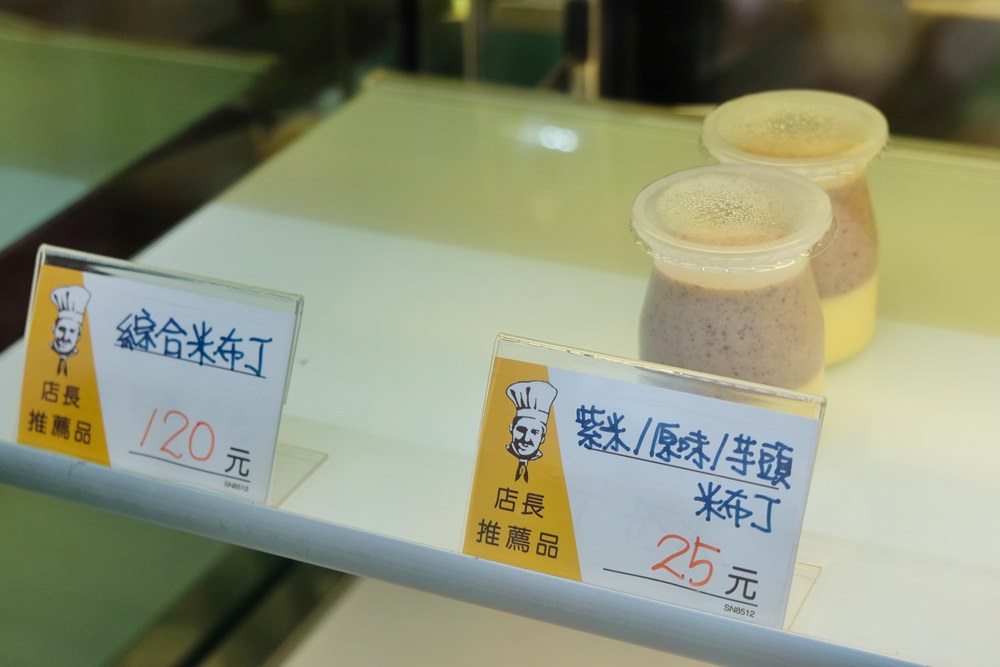 綜合米布丁
店長
推薦品
120 元
SN8512
紫米/原味/芋頭
米布丁
店長
推薦品
25 元
SN8512